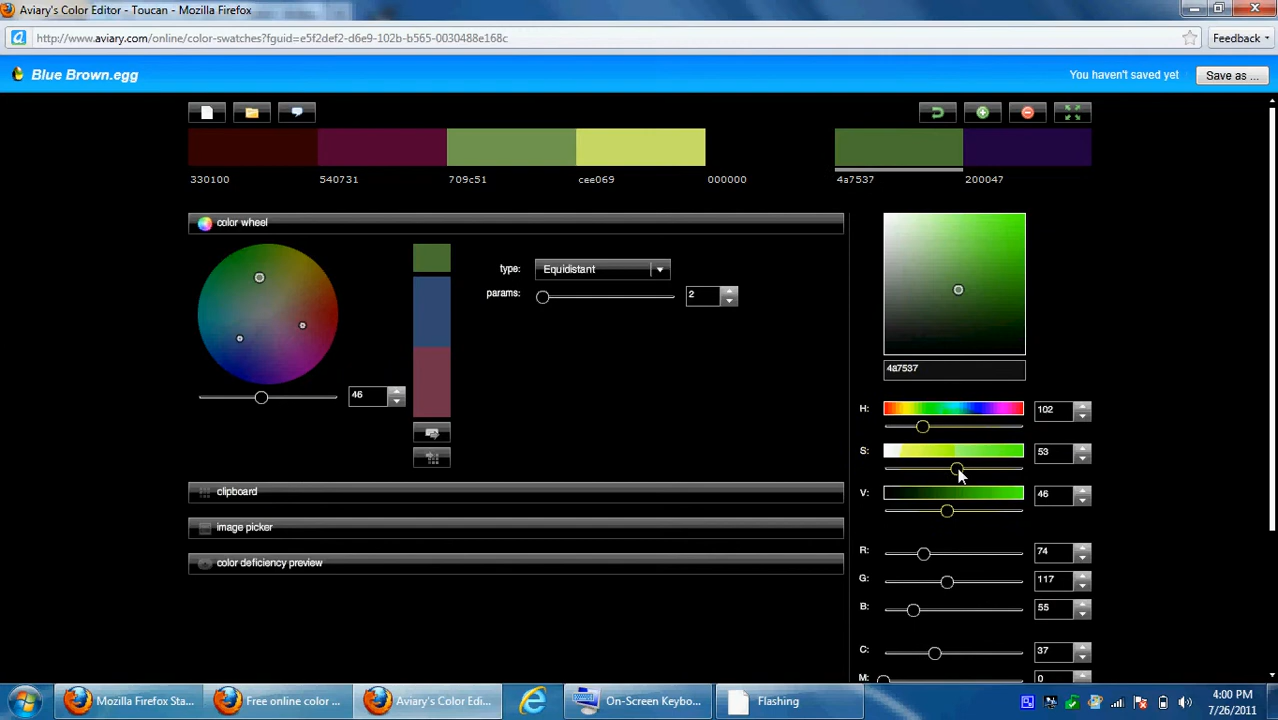 Aviary's Color Editor - Toucan - Mozilla Firefox
http://www.aviary.com/online/color-swatches?fguid=e5f2def2-d6e9-102b-b565-0030488e168c
Feedback
Blue Brown.egg
You haven't saved yet
Save as ...
330100
540731
709c51
cee069
000000
4a7537
200047
color wheel
type:
Equidistant
params:
2
46
4a7537
H:
102
S:
53
V:
46
R:
74
G:
117
B:
55
C:
37
M:
0
clipboard
image picker
color deficiency preview
Mozilla Firefox Sta...
Free online color ...
Aviary's Color Edi...
On-Screen Keybo...
Flashing
4:00 PM
7/26/2011